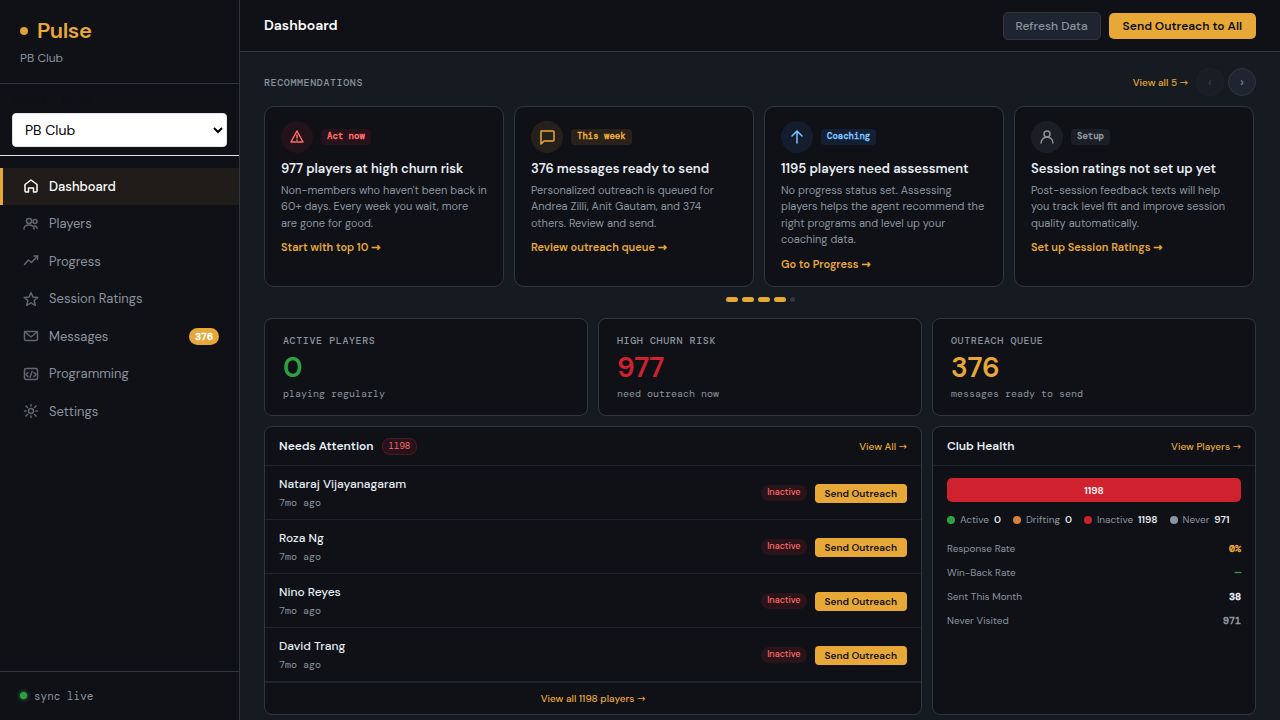 Pulse
PB Club
PB Club
Dashboard
Players
Progress
Session Ratings
Messages 376
Programming
Settings
sync live
Dashboard
Refresh Data
Send Outreach to All
RECOMMENDATIONS
View all 5 →
‹ ›
Act now
977 players at high churn risk
Non-members who haven't been back in
60+ days. Every week you wait, more
are gone for good.
Start with top 10 →
This week
376 messages ready to send
Personalized outreach is queued for
Andrea Zilli, Anit Gautam, and 374
others. Review and send.
Review outreach queue →
Coaching
1195 players need assessment
No progress status set. Assessing
players helps the agent recommend the
right programs and level up your
coaching data.
Go to Progress →
Setup
Session ratings not set up yet
Post-session feedback texts will help
you track level fit and improve session
quality automatically.
Set up Session Ratings →
ACTIVE PLAYERS
0
playing regularly
HIGH CHURN RISK
977
need outreach now
OUTREACH QUEUE
376
messages ready to send
Needs Attention 1198
View All →
Nataraj Vijayanagaram
7mo ago
Inactive
Send Outreach
Roza Ng
7mo ago
Inactive
Send Outreach
Nino Reyes
7mo ago
Inactive
Send Outreach
David Trang
7mo ago
Inactive
Send Outreach
View all 1198 players →
Club Health
View Players →
1198
Active 0 Drifting 0 Inactive 1198 Never 971
Response Rate 0%
Win-Back Rate —
Sent This Month 38
Never Visited 971